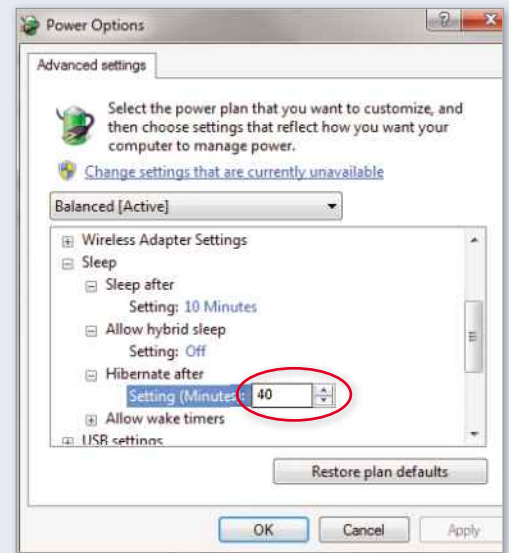 Power Options
Advanced settings
Select the power plan that you want to customize, and
then choose settings that reflect how you want your
computer to manage power.
Change settings that are currently unavailable
Balanced [Active]
Wireless Adapter Settings
Sleep
Sleep after
Setting: 10 Minutes
Allow hybrid sleep
Setting: Off
Hibernate after
Setting (Minutes): 40
Allow wake timers
USB settings
Restore plan defaults
OK Cancel Apply